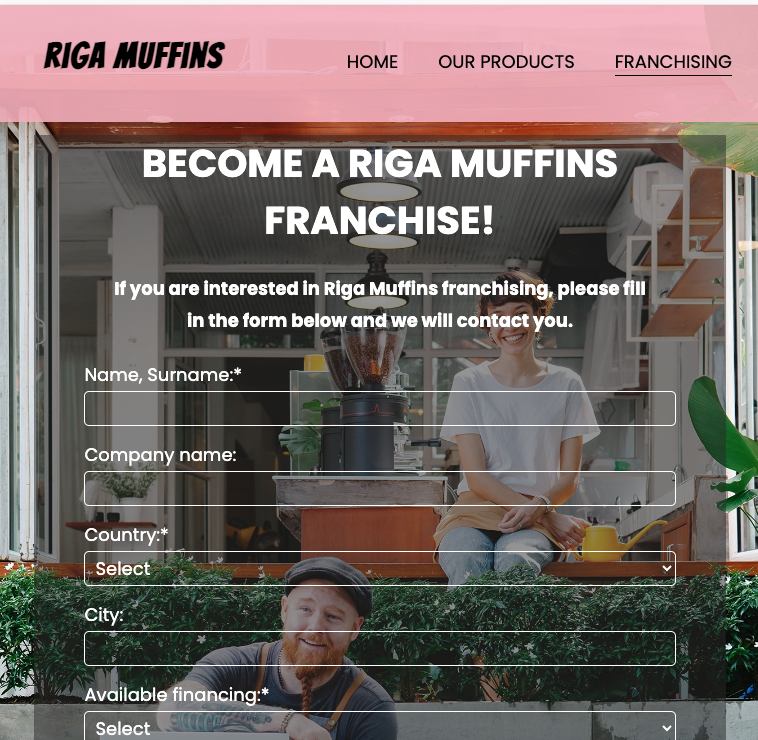 RIGA MUFFINS
HOME OUR PRODUCTS FRANCHISING
BECOME A RIGA MUFFINS
FRANCHISE!
If you are interested in Riga Muffins franchising, please fill
in the form below and we will contact you.
Name, Surname:*
Company name:
Country:*
Select
City:
Available financing:*
Select